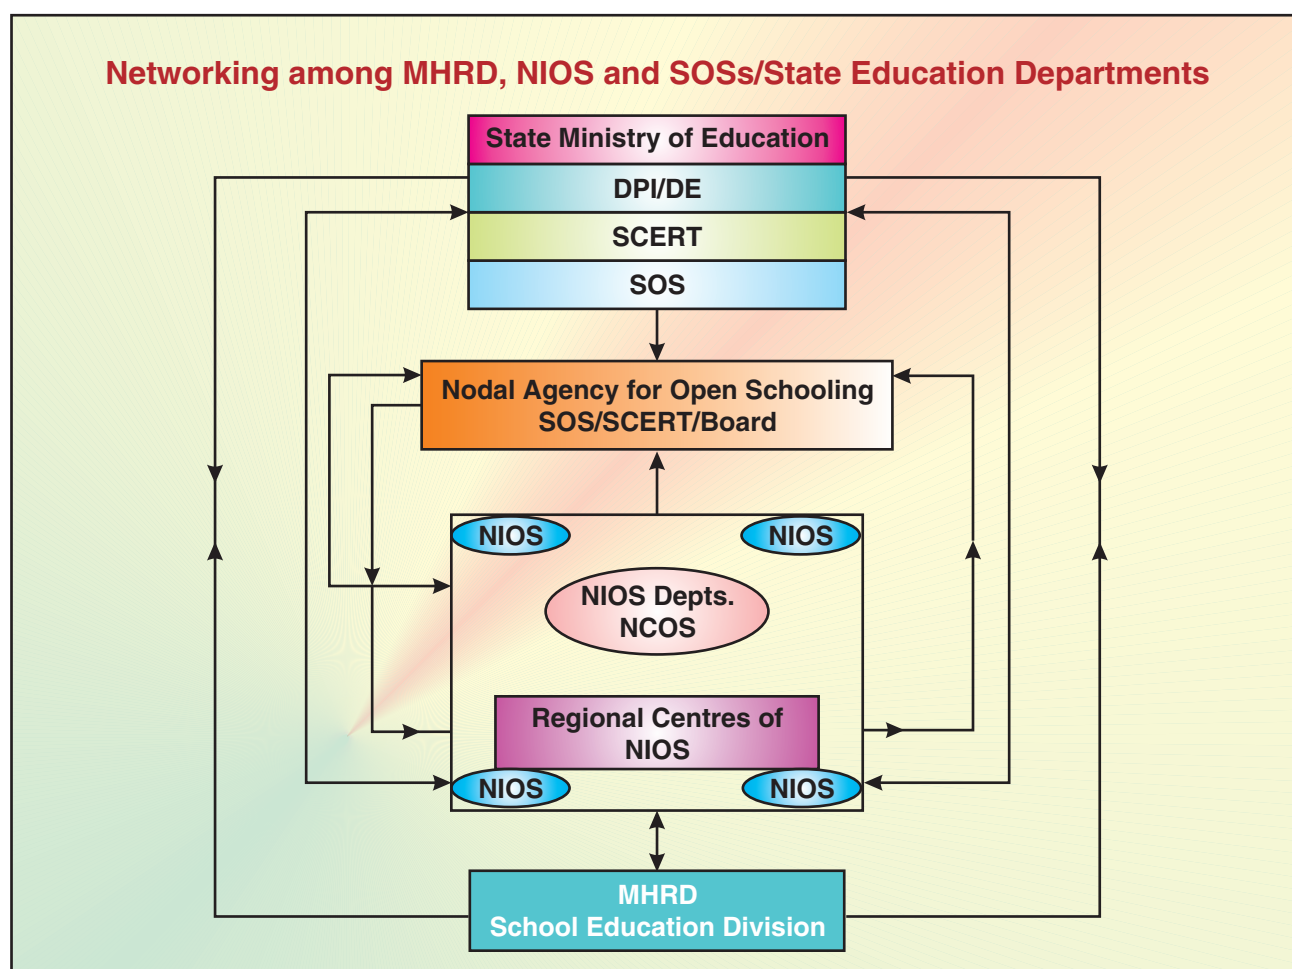 Networking among MHRD, NIOS and SOSs/State Education Departments
State Ministry of Education
DPI/DE
SCERT
SOS
Nodal Agency for Open Schooling
SOS/SCERT/Board
NIOS
NIOS
NIOS Depts.
NCOS
Regional Centres of
NIOS
NIOS
NIOS
MHRD
School Education Division